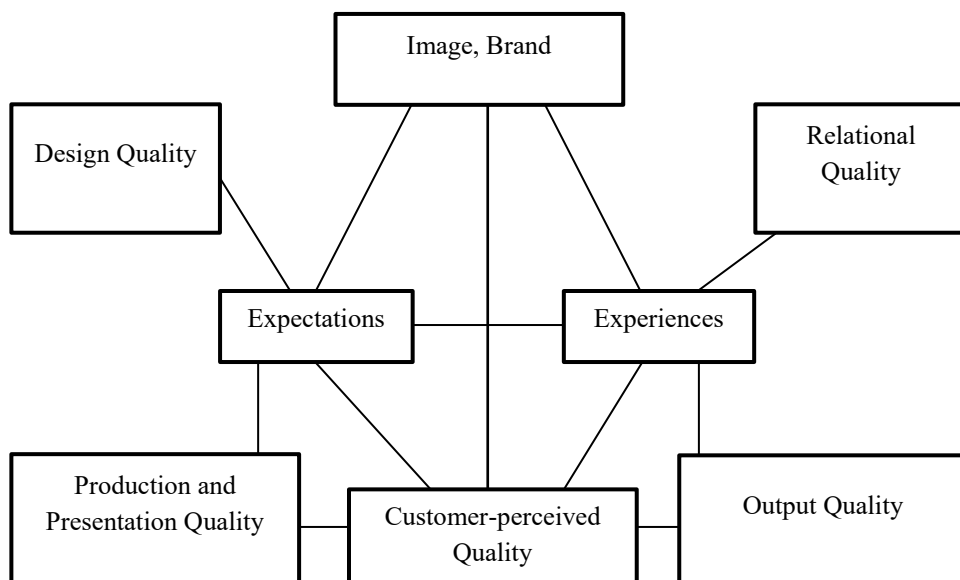 Image, Brand
Design Quality
Relational
Quality
Expectations
Experiences
Production and
Presentation Quality
Customer-perceived
Quality
Output Quality